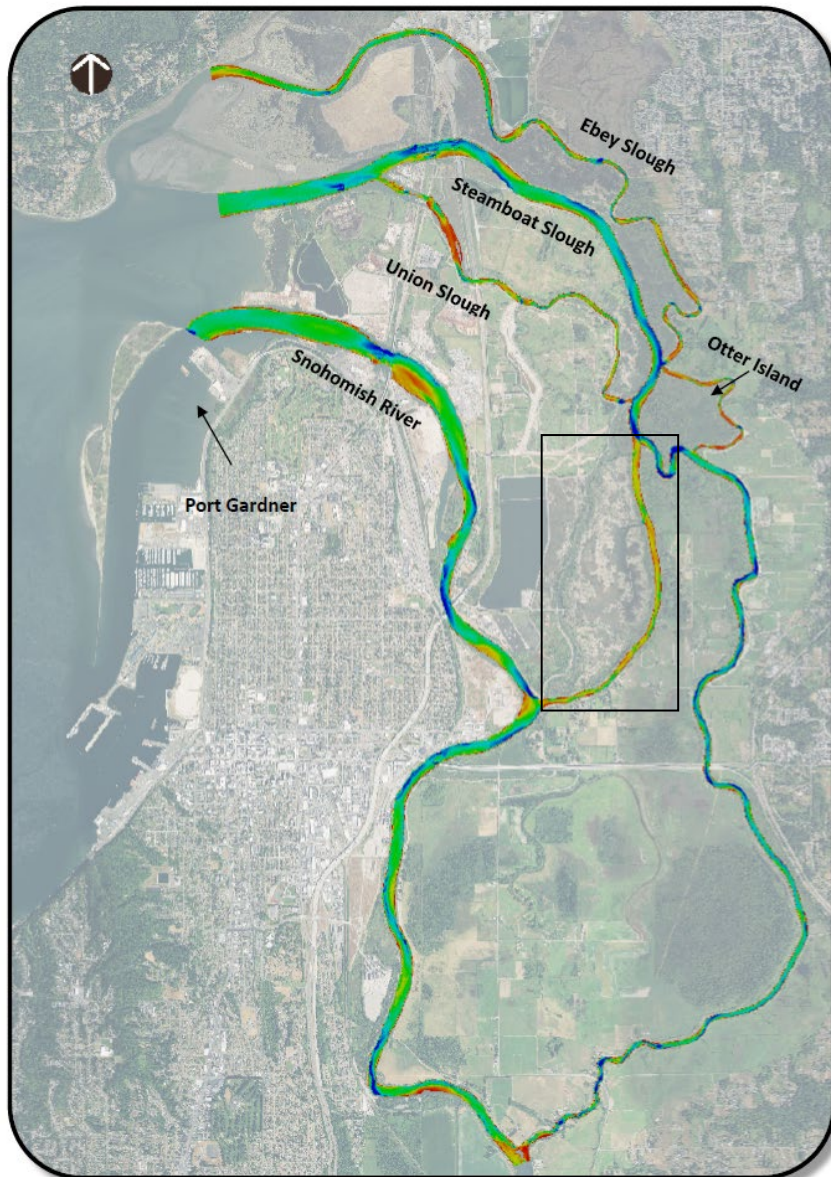 Ebey Slough
Steamboat Slough
Union Slough
Otter Island
Snohomish River
Port Gardner